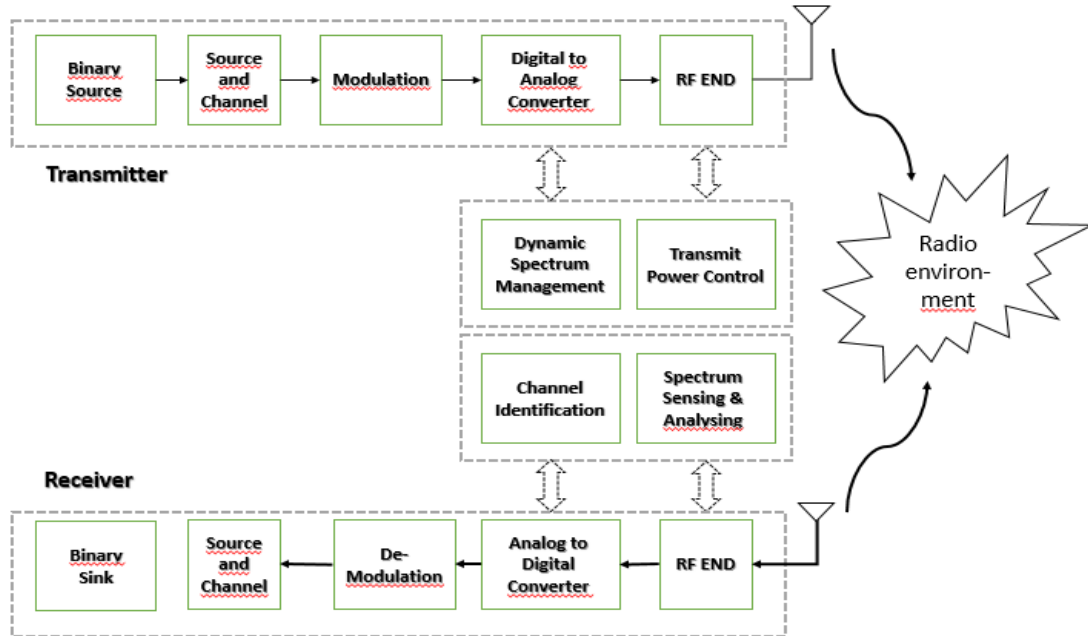 Binary
Source
Source
and
Channel
Modulation
Digital to
Analog
Converter
RF END
Transmitter
Dynamic
Spectrum
Management
Transmit
Power Control
Radio
environ-
ment
Channel
Identification
Spectrum
Sensing &
Analysing
Receiver
Binary
Sink
Source
and
Channel
De-
Modulation
Analog to
Digital
Converter
RF END